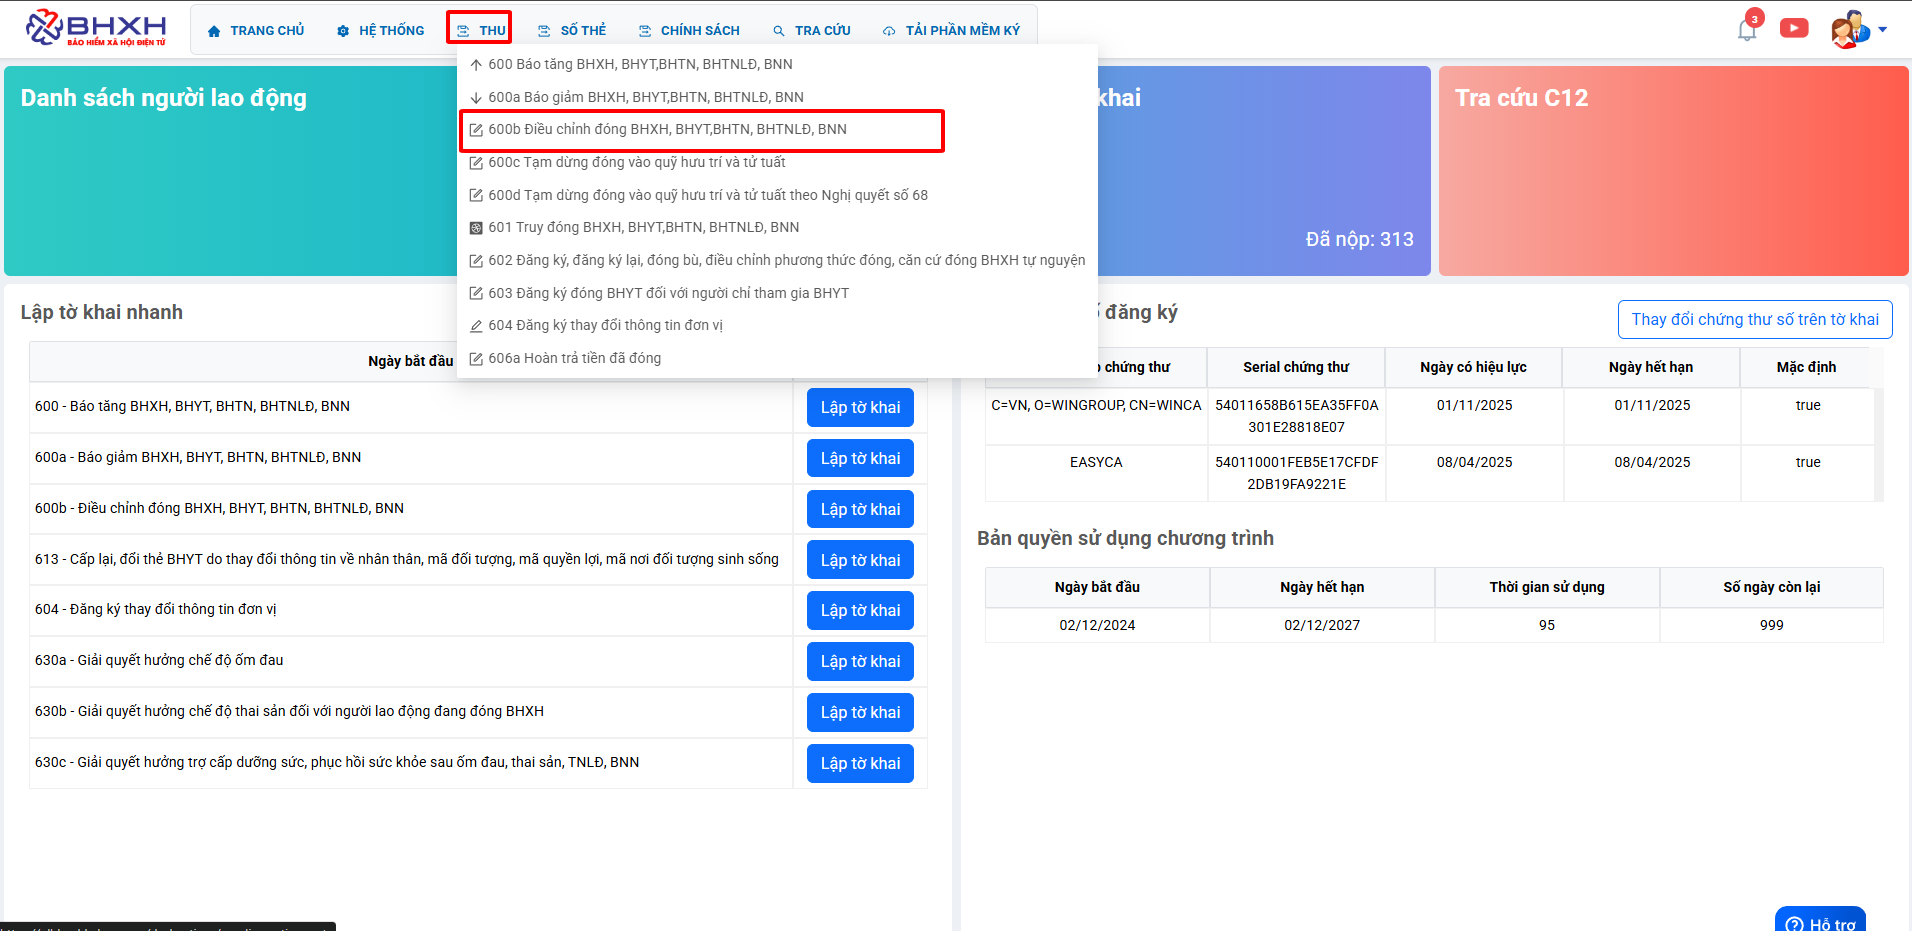 BHXH
BẢO HIỂM XÃ HỘI ĐIỆN TỬ
TRANG CHỦ
HỆ THỐNG
THU
SỔ THẺ
CHÍNH SÁCH
TRA CỨU
TẢI PHẦN MỀM KÝ
3
600 Báo tăng BHXH, BHYT,BHTN, BHTNLĐ, BNN
600a Báo giảm BHXH, BHYT,BHTN, BHTNLĐ, BNN
600b Điều chỉnh đóng BHXH, BHYT,BHTN, BHTNLĐ, BNN
600c Tạm dừng đóng vào quỹ hưu trí và tử tuất
600d Tạm dừng đóng vào quỹ hưu trí và tử tuất theo Nghị quyết số 68
601 Truy đóng BHXH, BHYT,BHTN, BHTNLĐ, BNN
602 Đăng ký, đăng ký lại, đóng bù, điều chỉnh phương thức đóng, căn cứ đóng BHXH tự nguyện
603 Đăng ký đóng BHYT đối với người chỉ tham gia BHYT
604 Đăng ký thay đổi thông tin đơn vị
606a Hoàn trả tiền đã đóng
Danh sách người lao động
khai
Đã nộp: 313
Tra cứu C12
Lập tờ khai nhanh
Ngày bắt đầu
600 - Báo tăng BHXH, BHYT, BHTN, BHTNLĐ, BNN
Lập tờ khai
600a - Báo giảm BHXH, BHYT, BHTN, BHTNLĐ, BNN
Lập tờ khai
600b - Điều chỉnh đóng BHXH, BHYT, BHTN, BHTNLĐ, BNN
Lập tờ khai
613 - Cấp lại, đổi thẻ BHYT do thay đổi thông tin về nhân thân, mã đối tượng, mã quyền lợi, mã nơi đối tượng sinh sống
Lập tờ khai
604 - Đăng ký thay đổi thông tin đơn vị
Lập tờ khai
630a - Giải quyết hưởng chế độ ốm đau
Lập tờ khai
630b - Giải quyết hưởng chế độ thai sản đối với người lao động đang đóng BHXH
Lập tờ khai
630c - Giải quyết hưởng trợ cấp dưỡng sức, phục hồi sức khỏe sau ốm đau, thai sản, TNLĐ, BNN
Lập tờ khai
đăng ký
Thay đổi chứng thư số trên tờ khai
chứng thư
Serial chứng thư
Ngày có hiệu lực
Ngày hết hạn
Mặc định
C=VN, O=WINGROUP, CN=WINCA
54011658B615EA35FF0A
301E28818E07
01/11/2025
01/11/2025
true
EASYCA
540110001FEB5E17CFDF
2DB19FA9221E
08/04/2025
08/04/2025
true
Bản quyền sử dụng chương trình
Ngày bắt đầu
Ngày hết hạn
Thời gian sử dụng
Số ngày còn lại
02/12/2024
02/12/2027
95
999
Hỗ trợ